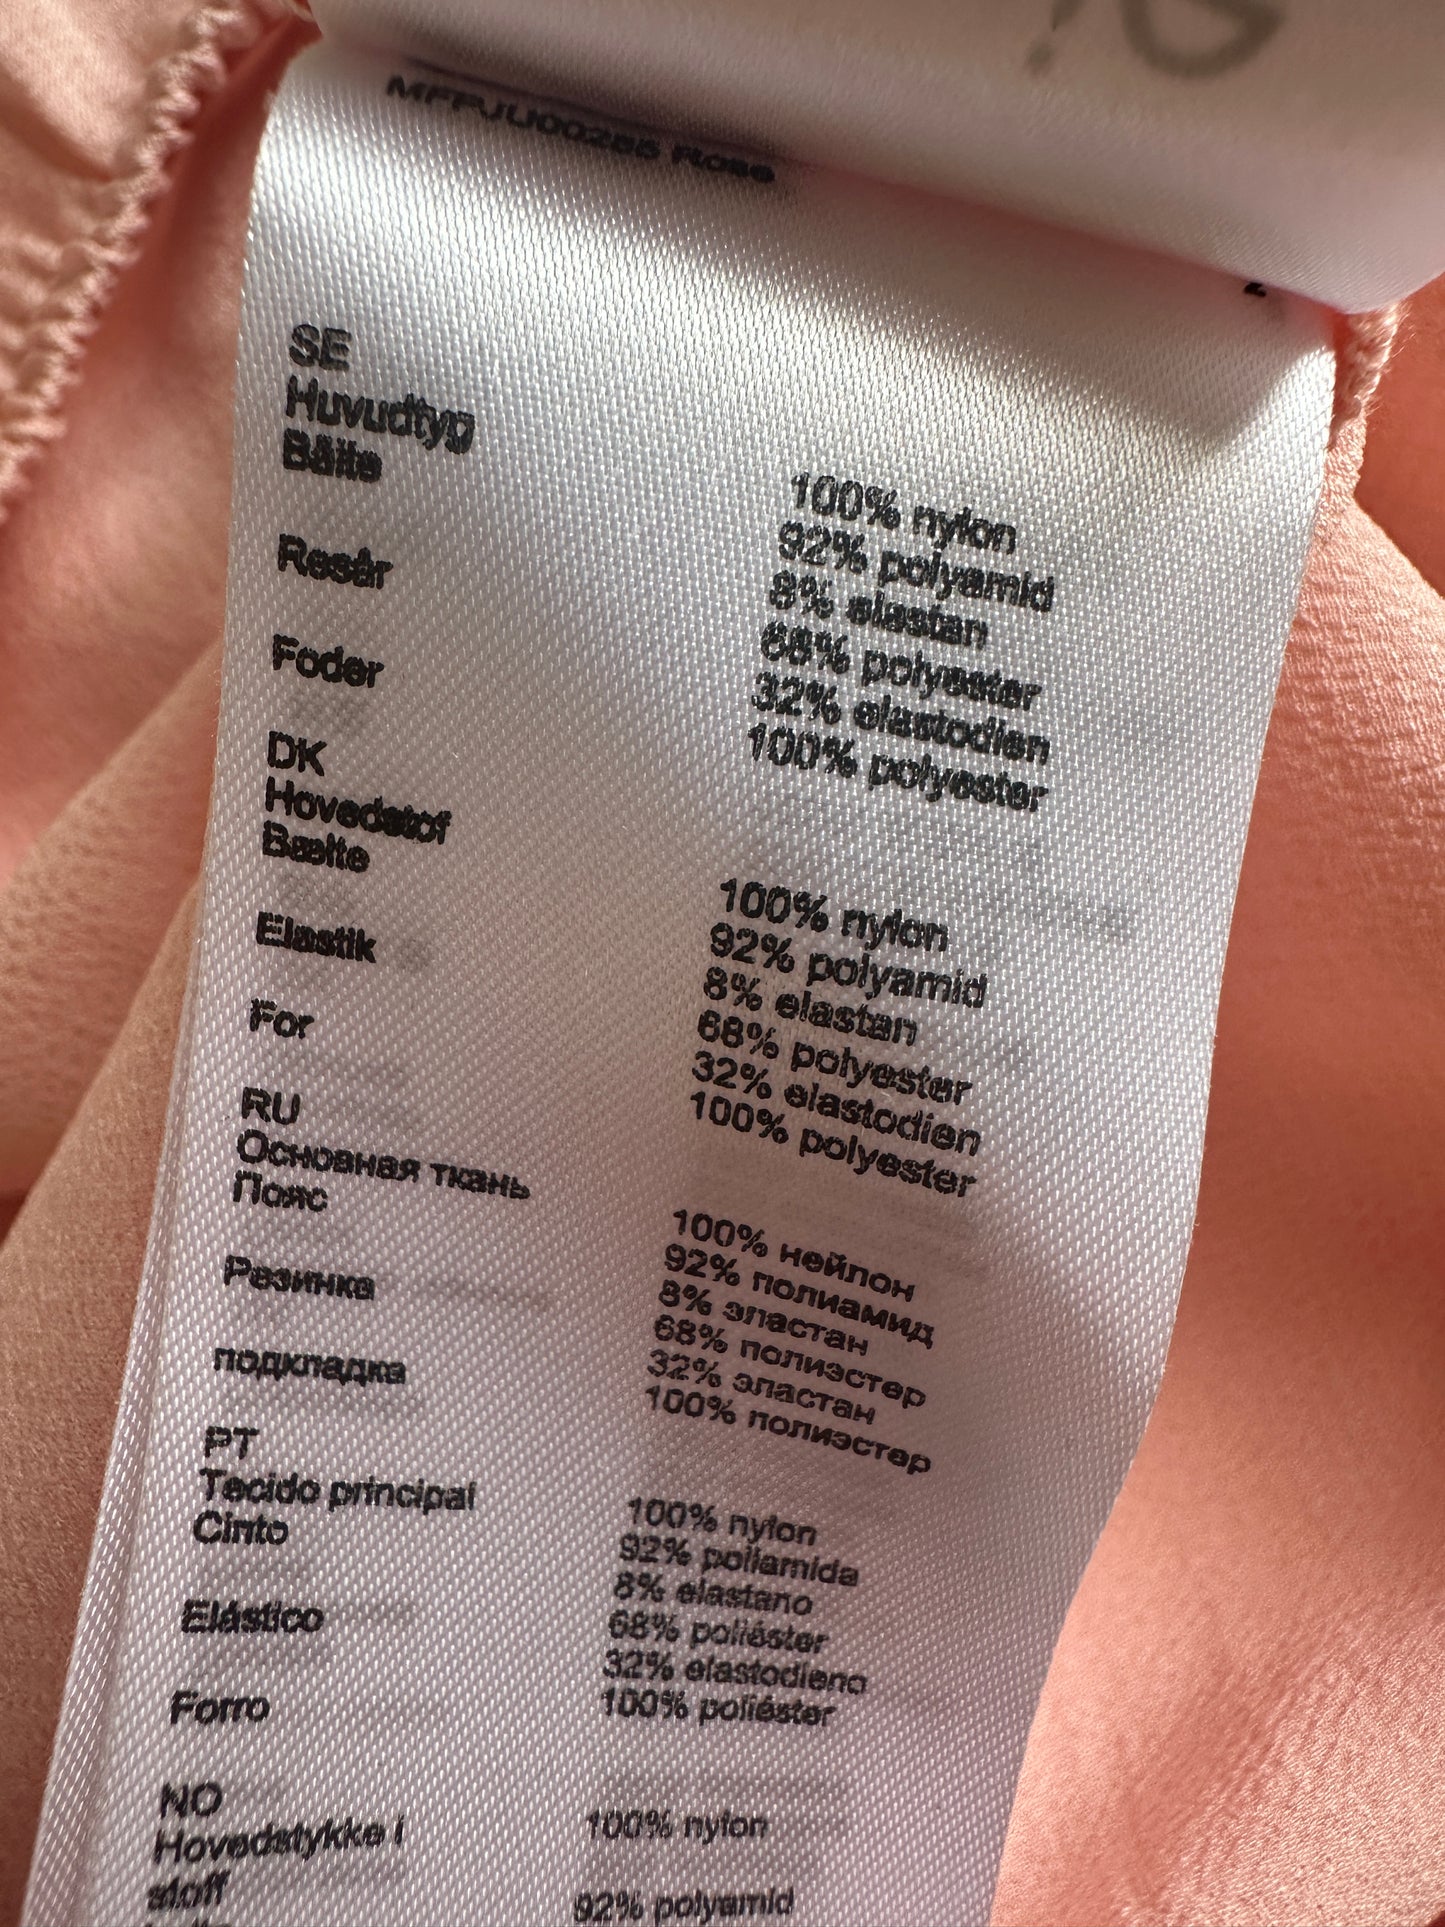 Rose
SE
Huvudtyg 100% nylon
Bälte 92% polyamid
8% elastan
Resår 68% polyester
32% elastodien
Foder 100% polyester
DK
Hovedstof 100% nylon
Bælte 92% polyamid
8% elastan
Elastik 68% polyester
32% elastodien
For 100% polyester
RU
Основная ткань 100% нейлон
Пояс 92% полиамид
8% эластан
Резинка 68% полиэстер
32% эластан
подкладка 100% полиэстер
PT
Tecido principal 100% nylon
Cinto 92% poliamida
8% elastano
Elástico 68% poliéster
32% elastodieno
Forro 100% poliéster
NO
Hovedstykke i 100% nylon
stoff
92% polyamid